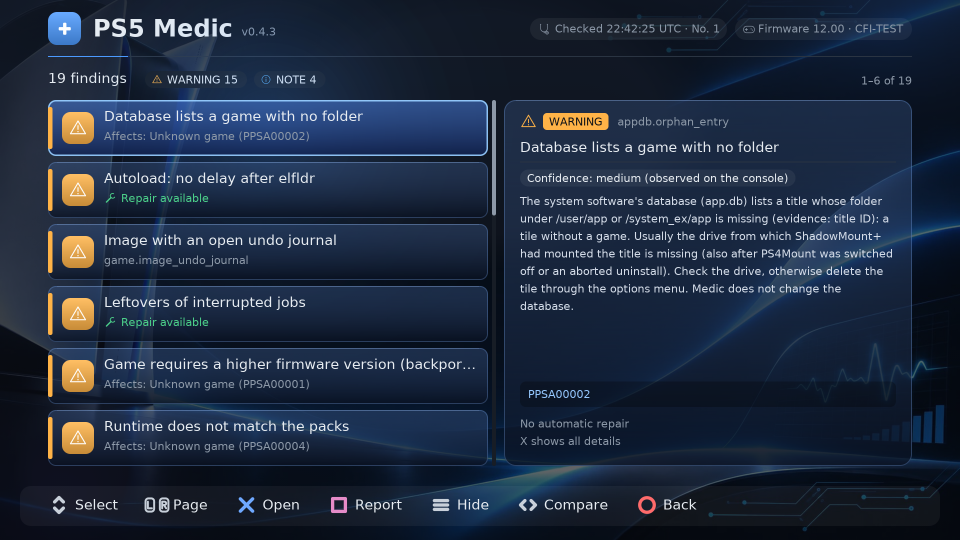 PS5 Medic v0.4.3
Checked 22:42:25 UTC · No. 1
Firmware 12.00 · CFI-TEST
19 findings
WARNING 15
NOTE 4
1–6 of 19
Database lists a game with no folder
Affects: Unknown game (PPSA00002)
Autoload: no delay after elfldr
Repair available
Image with an open undo journal
game.image_undo_journal
Leftovers of interrupted jobs
Repair available
Game requires a higher firmware version (backpor...
Affects: Unknown game (PPSA00001)
Runtime does not match the packs
Affects: Unknown game (PPSA00004)
WARNING appdb.orphan_entry
Database lists a game with no folder
Confidence: medium (observed on the console)
The system software's database (app.db) lists a title whose folder
under /user/app or /system_ex/app is missing (evidence: title ID): a
tile without a game. Usually the drive from which ShadowMount+
had mounted the title is missing (also after PS4Mount was switched
off or an aborted uninstall). Check the drive, otherwise delete the
tile through the options menu. Medic does not change the
database.
PPSA00002
No automatic repair
X shows all details
Select
L R Page
Open
Report
Hide
Compare
Back